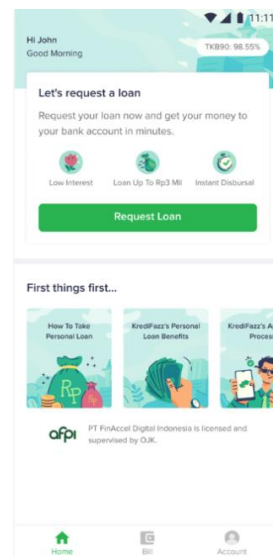 11:11
Hi John
Good Morning
TKB90: 98.55%
Let's request a loan
Request your loan now and get your money to
your bank account in minutes.
Low Interest
Loan Up To Rp3 Mil
Instant Disbursal
Request Loan
First things first...
How To Take
Personal Loan
KrediFazz's Personal
Loan Benefits
KrediFazz's A
Proces
Rp
afpi
PT FinAccel Digital Indonesia is licensed and
supervised by OJK.
Home
Bill
Account